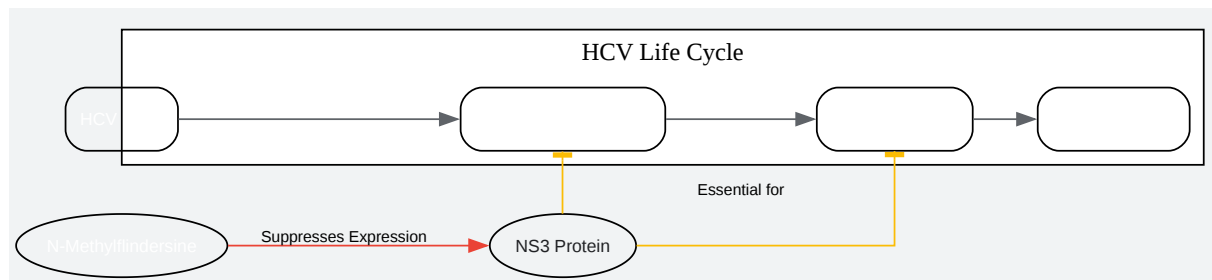 HCV Life Cycle
HCV
Essential for
N-Methylflindersine
Suppresses Expression
NS3 Protein